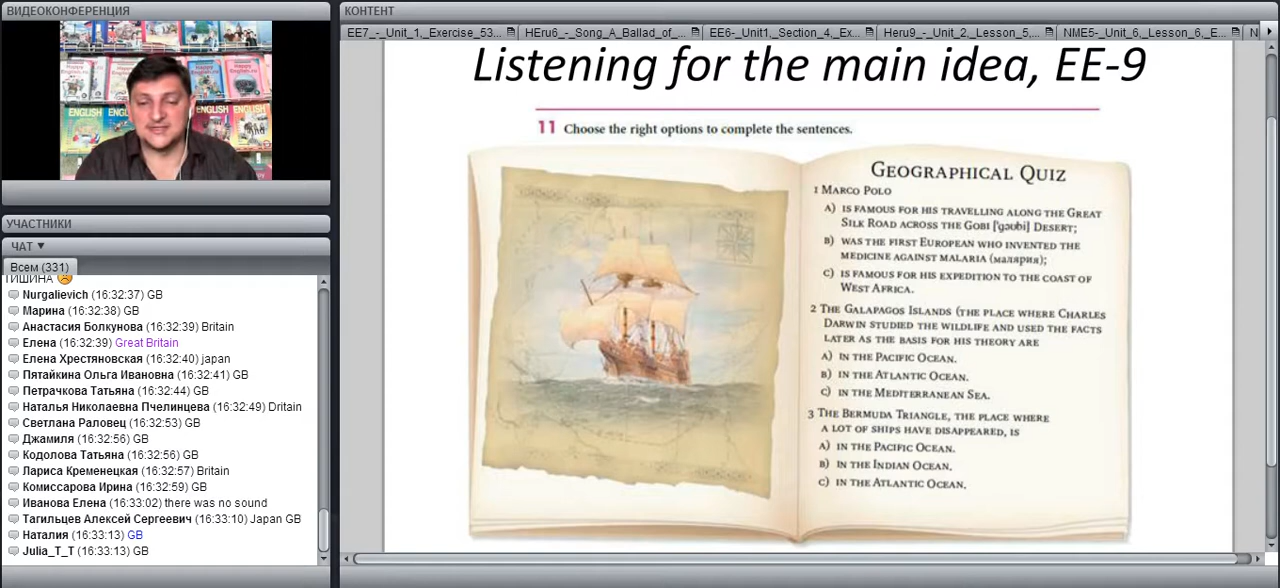 ВИДЕОКОНФЕРЕНЦИЯ
ENGLISH
ENGLISH
ENGLISH
УЧАСТНИКИ
ЧАТ ▼
Всем (331)
ТИШИНА
Nurgalievich (16:32:37) GB
Марина (16:32:38) GB
Анастасия Болкунова (16:32:39) Britain
Елена (16:32:39) Great Britain
Елена Хрестяновская (16:32:40) japan
Пятайкина Ольга Ивановна (16:32:41) GB
Петрачкова Татьяна (16:32:44) GB
Наталья Николаевна Пчелинцева (16:32:49) Dritain
Светлана Раловец (16:32:53) GB
Джамиля (16:32:56) GB
Кодолова Татьяна (16:32:56) GB
Лариса Кременецкая (16:32:57) Britain
Комиссарова Ирина (16:32:59) GB
Иванова Елена (16:33:02) there was no sound
Тагильцев Алексей Сергеевич (16:33:10) Japan GB
Наталия (16:33:13) GB
Julia_T_T (16:33:13) GB
КОНТЕНТ
EE7_-_Unit_1,_Exercise_53... HEru6_-_Song_A_Ballad_of_... EE6-_Unit1,_Section_4,_Ex... Heru9_-_Unit_2,_Lesson_5,... NME5-_Unit_6,_Lesson_6,_E... N
Listening for the main idea, EE-9
11 Choose the right options to complete the sentences.
GEOGRAPHICAL QUIZ
1 MARCO POLO
A) IS FAMOUS FOR HIS TRAVELLING ALONG THE GREAT
SILK ROAD ACROSS THE GOBI ['gəʊbi] DESERT;
B) WAS THE FIRST EUROPEAN WHO INVENTED THE
MEDICINE AGAINST MALARIA (малярия);
C) IS FAMOUS FOR HIS EXPEDITION TO THE COAST OF
WEST AFRICA.
2 THE GALAPAGOS ISLANDS (THE PLACE WHERE CHARLES
DARWIN STUDIED THE WILDLIFE AND USED THE FACTS
LATER AS THE BASIS FOR HIS THEORY ARE
A) IN THE PACIFIC OCEAN.
B) IN THE ATLANTIC OCEAN.
C) IN THE MEDITERRANEAN SEA.
3 THE BERMUDA TRIANGLE, THE PLACE WHERE
A LOT OF SHIPS HAVE DISAPPEARED, IS
A) IN THE PACIFIC OCEAN.
B) IN THE INDIAN OCEAN.
C) IN THE ATLANTIC OCEAN.